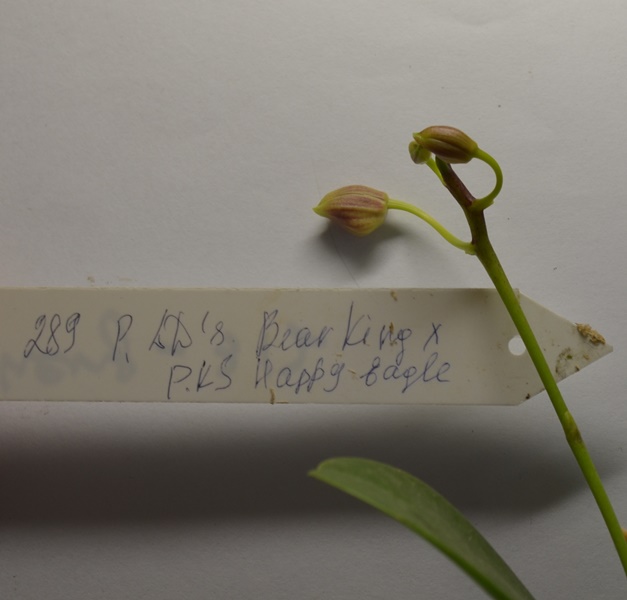 289 P. LD's. Bear King x
P.KS Happy Eagle